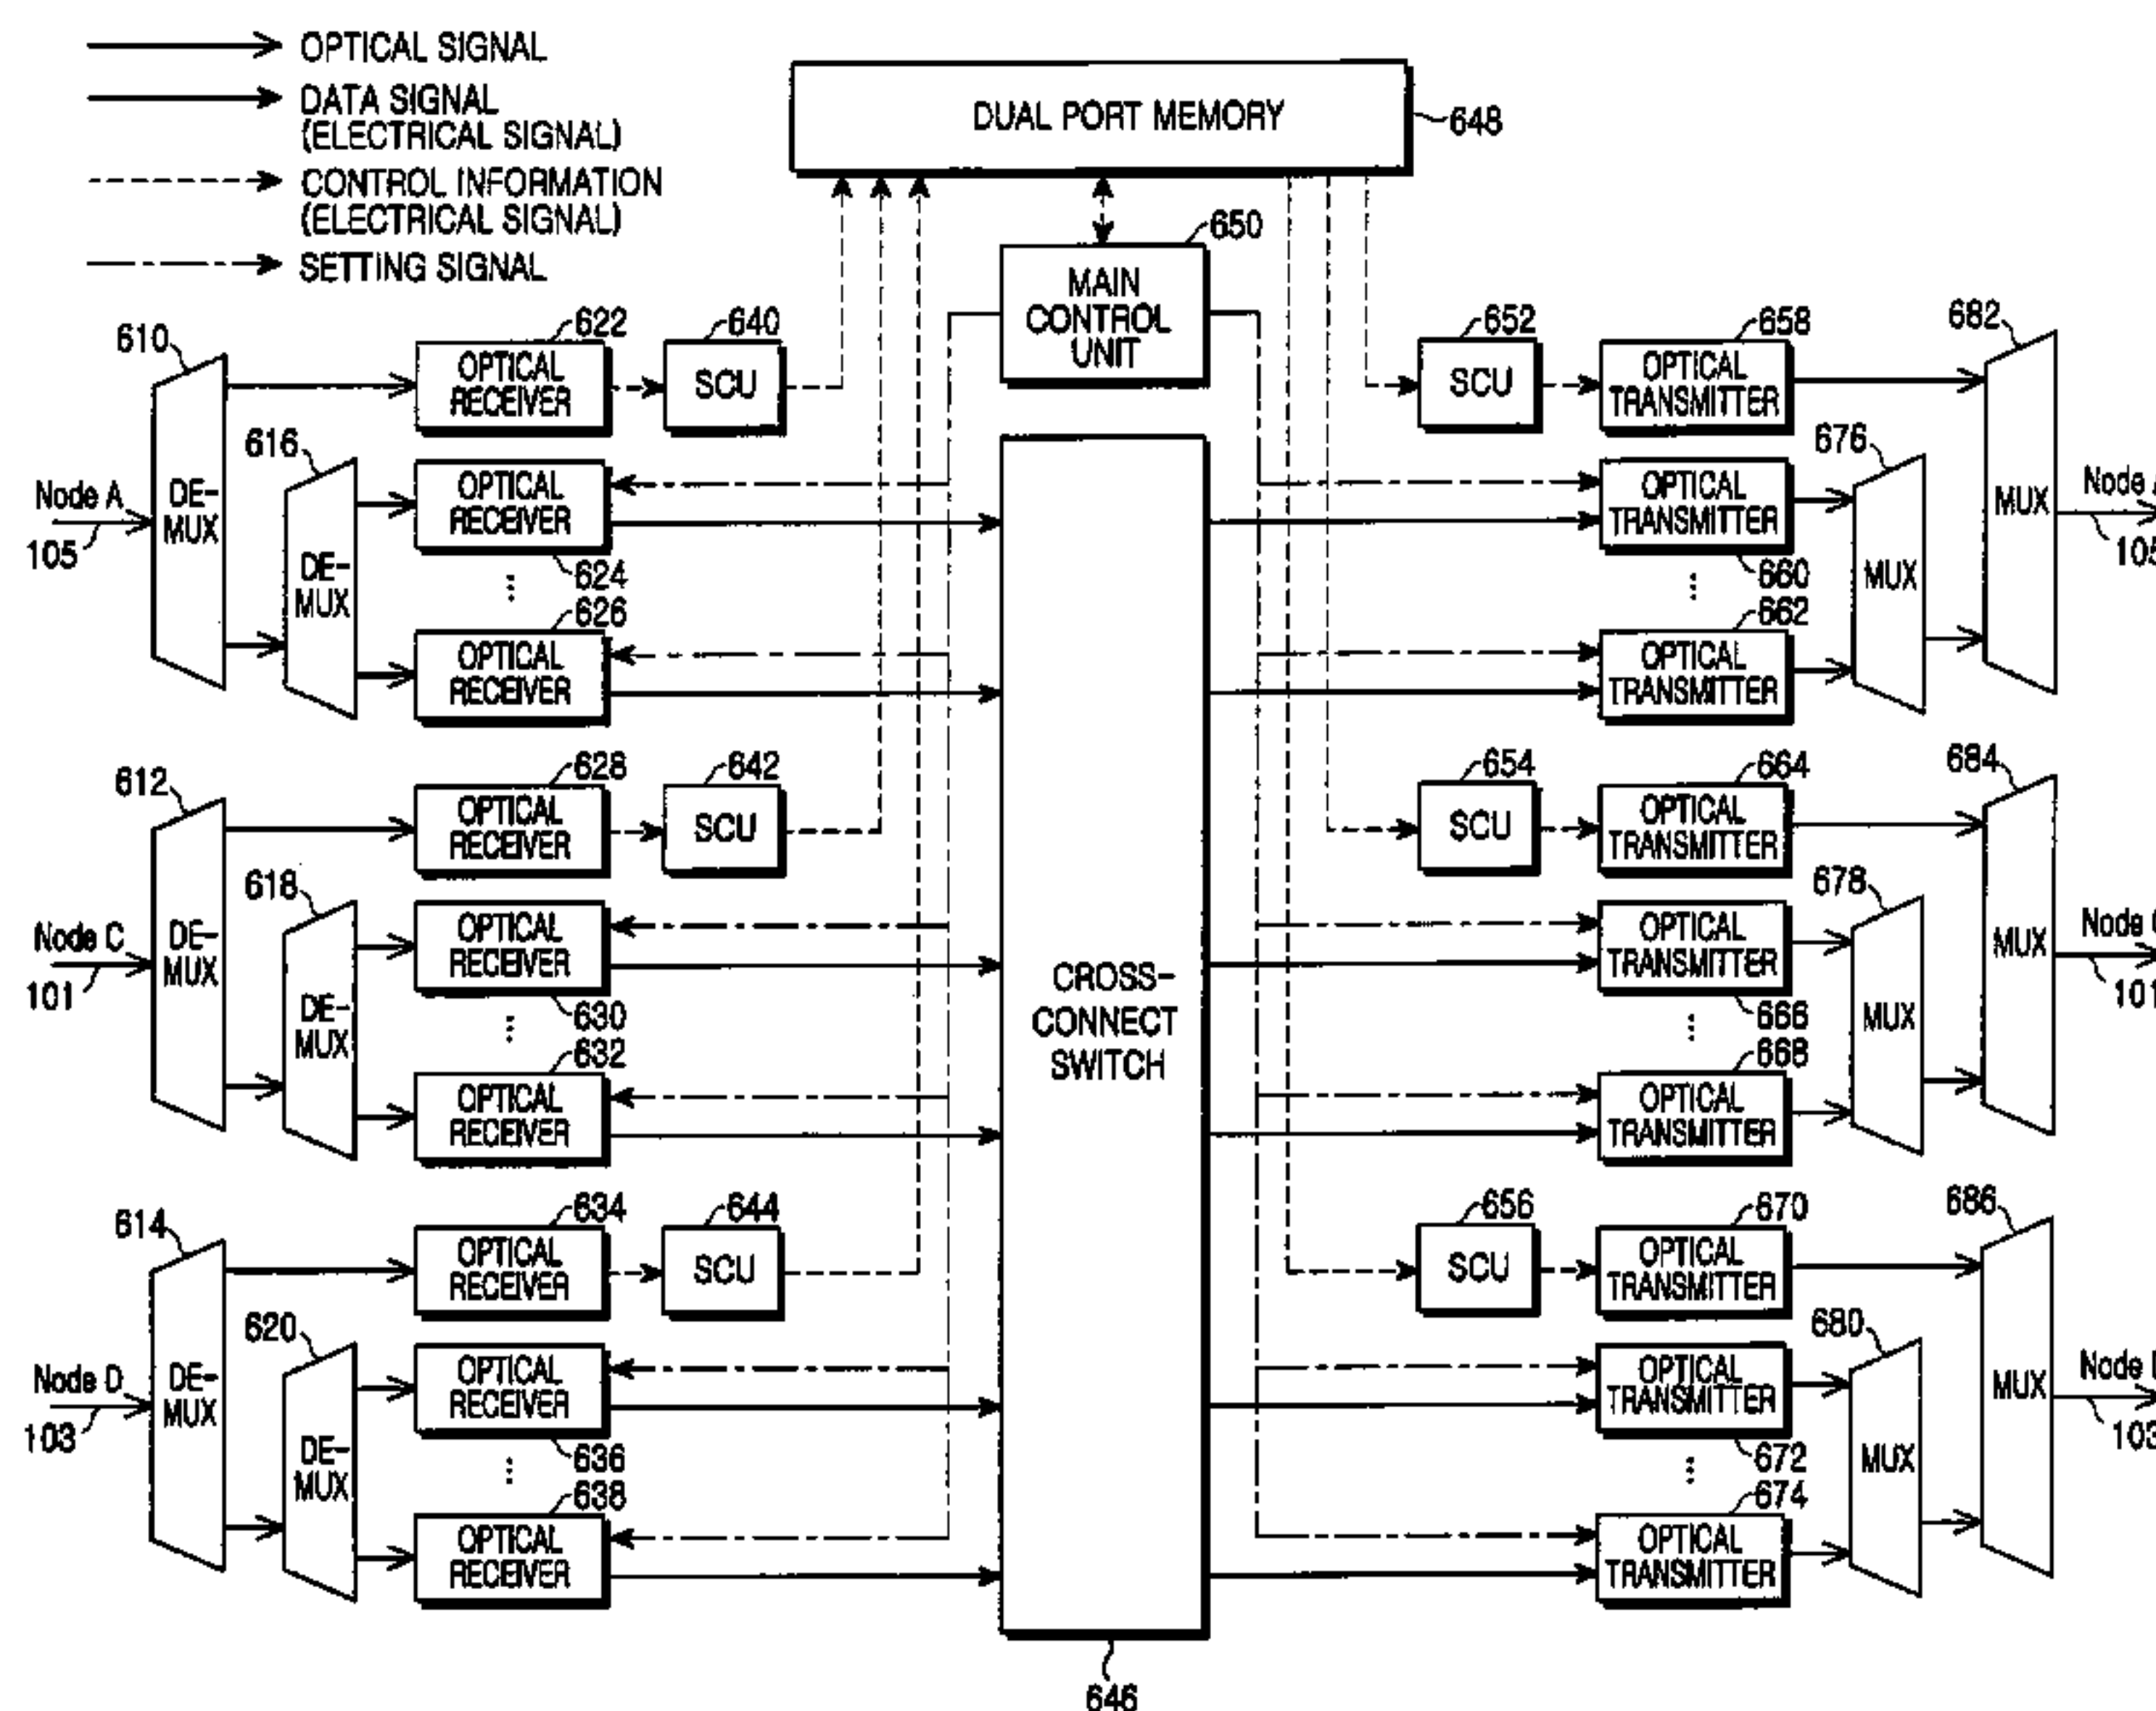 OPTICAL SIGNAL
DATA SIGNAL
(ELECTRICAL SIGNAL)
CONTROL INFORMATION
(ELECTRICAL SIGNAL)
SETTING SIGNAL
DUAL PORT MEMORY
648
650
MAIN
CONTROL
UNIT
610
DE-
MUX
Node A
105
616
DE-
MUX
622
OPTICAL
RECEIVER
640
SCU
OPTICAL
RECEIVER
624
...
626
OPTICAL
RECEIVER
612
DE-
MUX
Node C
101
618
DE-
MUX
628
OPTICAL
RECEIVER
642
SCU
OPTICAL
RECEIVER
630
...
632
OPTICAL
RECEIVER
614
DE-
MUX
Node D
103
620
DE-
MUX
634
OPTICAL
RECEIVER
644
SCU
OPTICAL
RECEIVER
636
...
638
OPTICAL
RECEIVER
CROSS-
CONNECT
SWITCH
646
652
SCU
658
OPTICAL
TRANSMITTER
OPTICAL
TRANSMITTER
660
...
662
OPTICAL
TRANSMITTER
676
MUX
682
MUX
Node
105
654
SCU
664
OPTICAL
TRANSMITTER
OPTICAL
TRANSMITTER
666
...
668
OPTICAL
TRANSMITTER
678
MUX
684
MUX
Node
101
656
SCU
670
OPTICAL
TRANSMITTER
OPTICAL
TRANSMITTER
672
...
674
OPTICAL
TRANSMITTER
680
MUX
686
MUX
Node
103